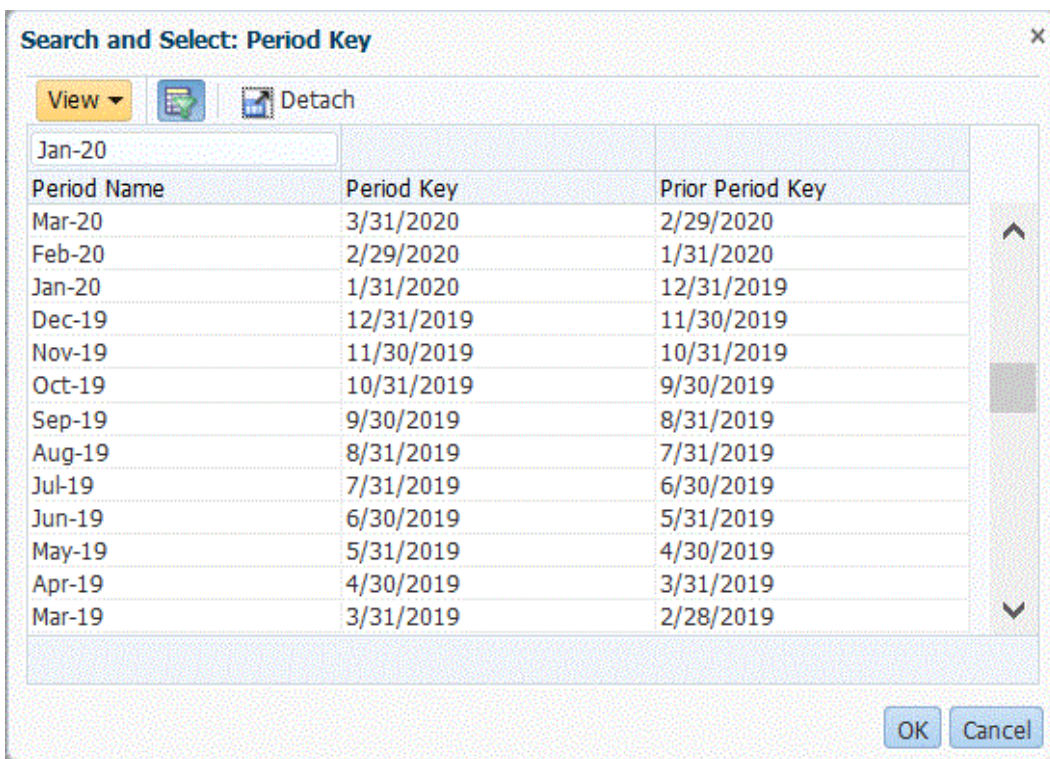 Search and Select: Period Key
View Detach
Jan-20
Period Name Period Key Prior Period Key
Mar-20 3/31/2020 2/29/2020
Feb-20 2/29/2020 1/31/2020
Jan-20 1/31/2020 12/31/2019
Dec-19 12/31/2019 11/30/2019
Nov-19 11/30/2019 10/31/2019
Oct-19 10/31/2019 9/30/2019
Sep-19 9/30/2019 8/31/2019
Aug-19 8/31/2019 7/31/2019
Jul-19 7/31/2019 6/30/2019
Jun-19 6/30/2019 5/31/2019
May-19 5/31/2019 4/30/2019
Apr-19 4/30/2019 3/31/2019
Mar-19 3/31/2019 2/28/2019
OK Cancel